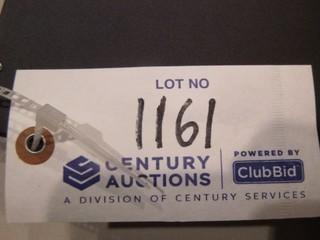 LOT NO
1161
CENTURY
AUCTIONS
POWERED BY
ClubBid
A DIVISION OF CENTURY SERVICES